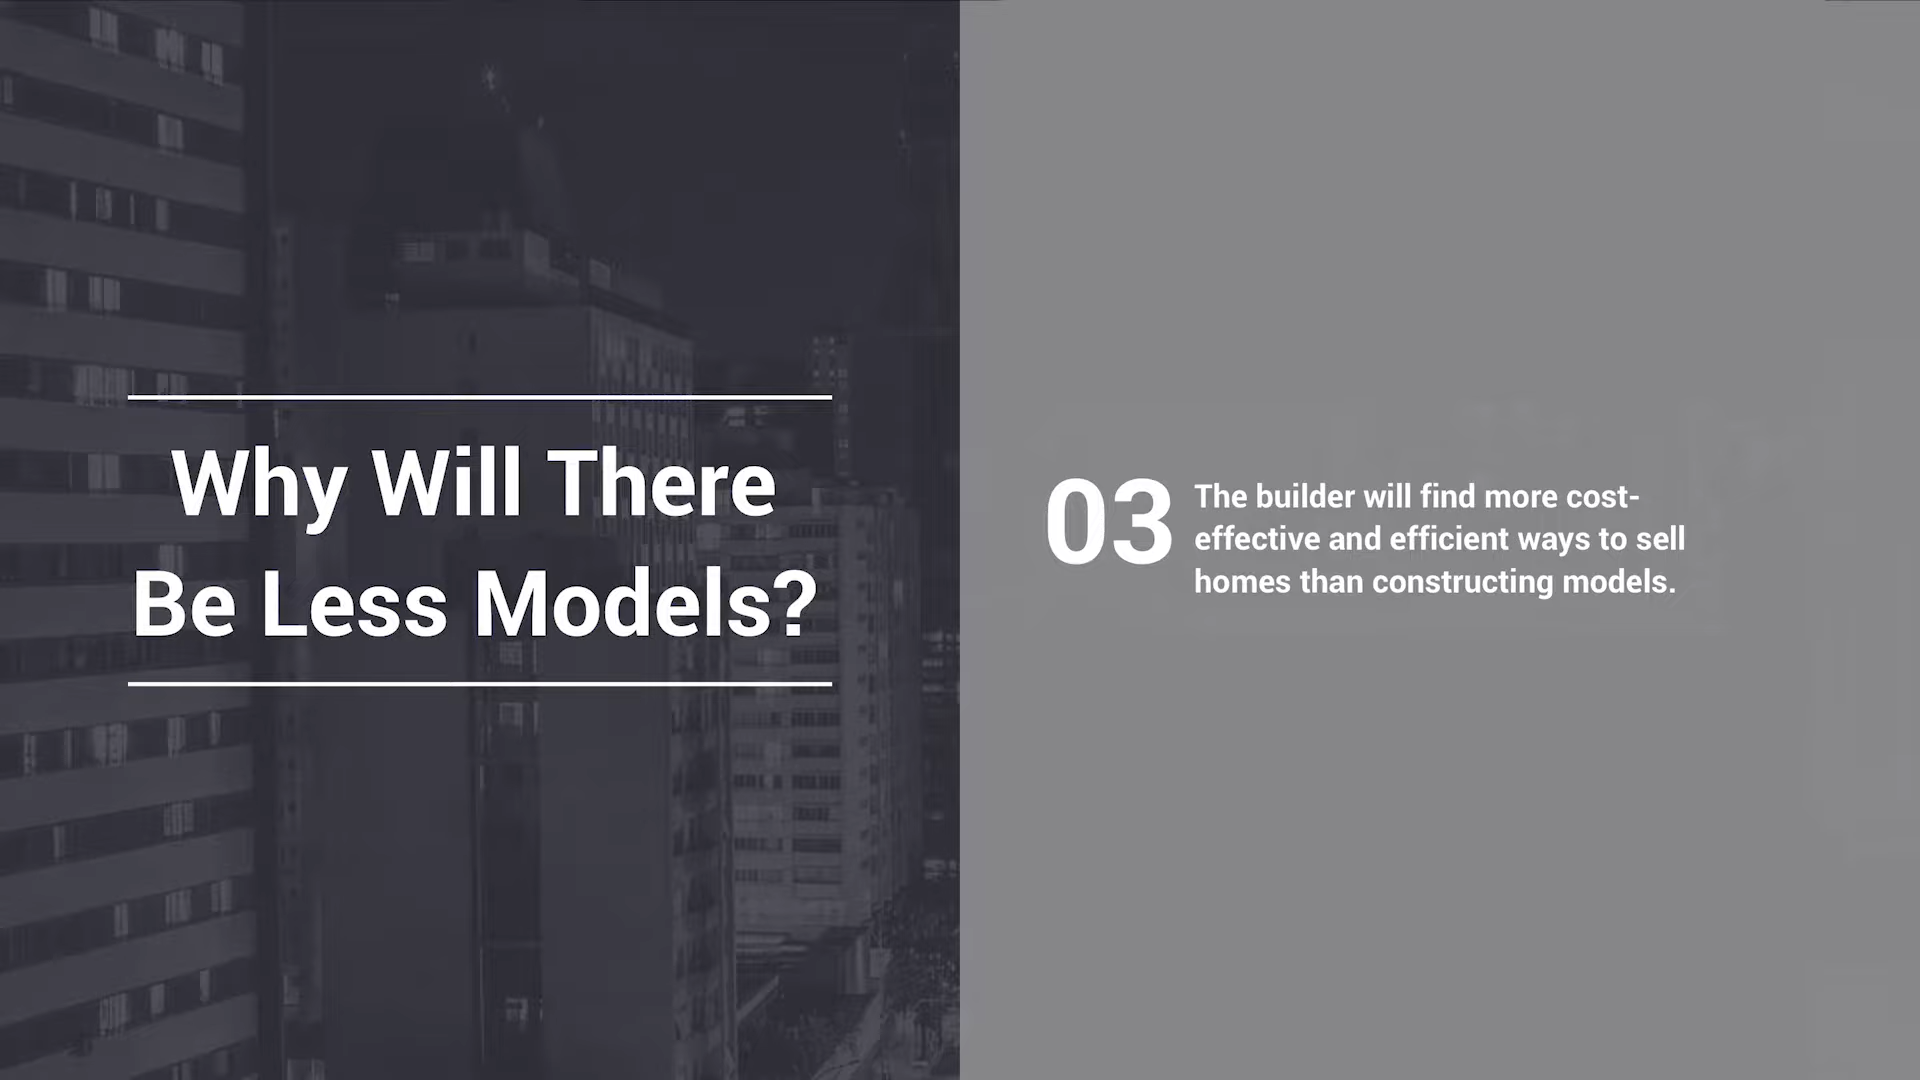 Why Will There
Be Less Models?
03
The builder will find more cost-
effective and efficient ways to sell
homes than constructing models.